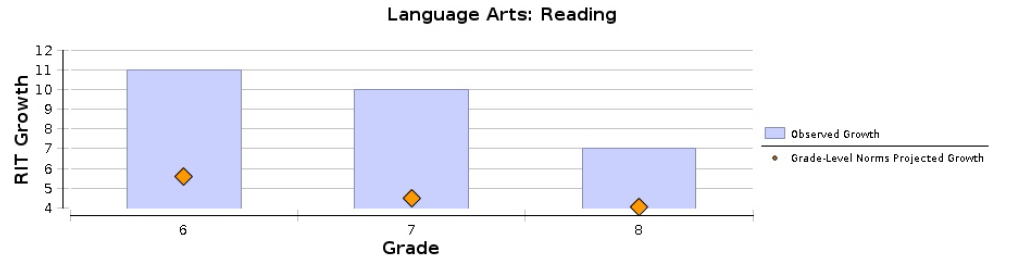 Language Arts: Reading
12
11
10
9
8
7
6
5
4
RIT Growth
6 7 8
Grade
Observed Growth
Grade-Level Norms Projected Growth